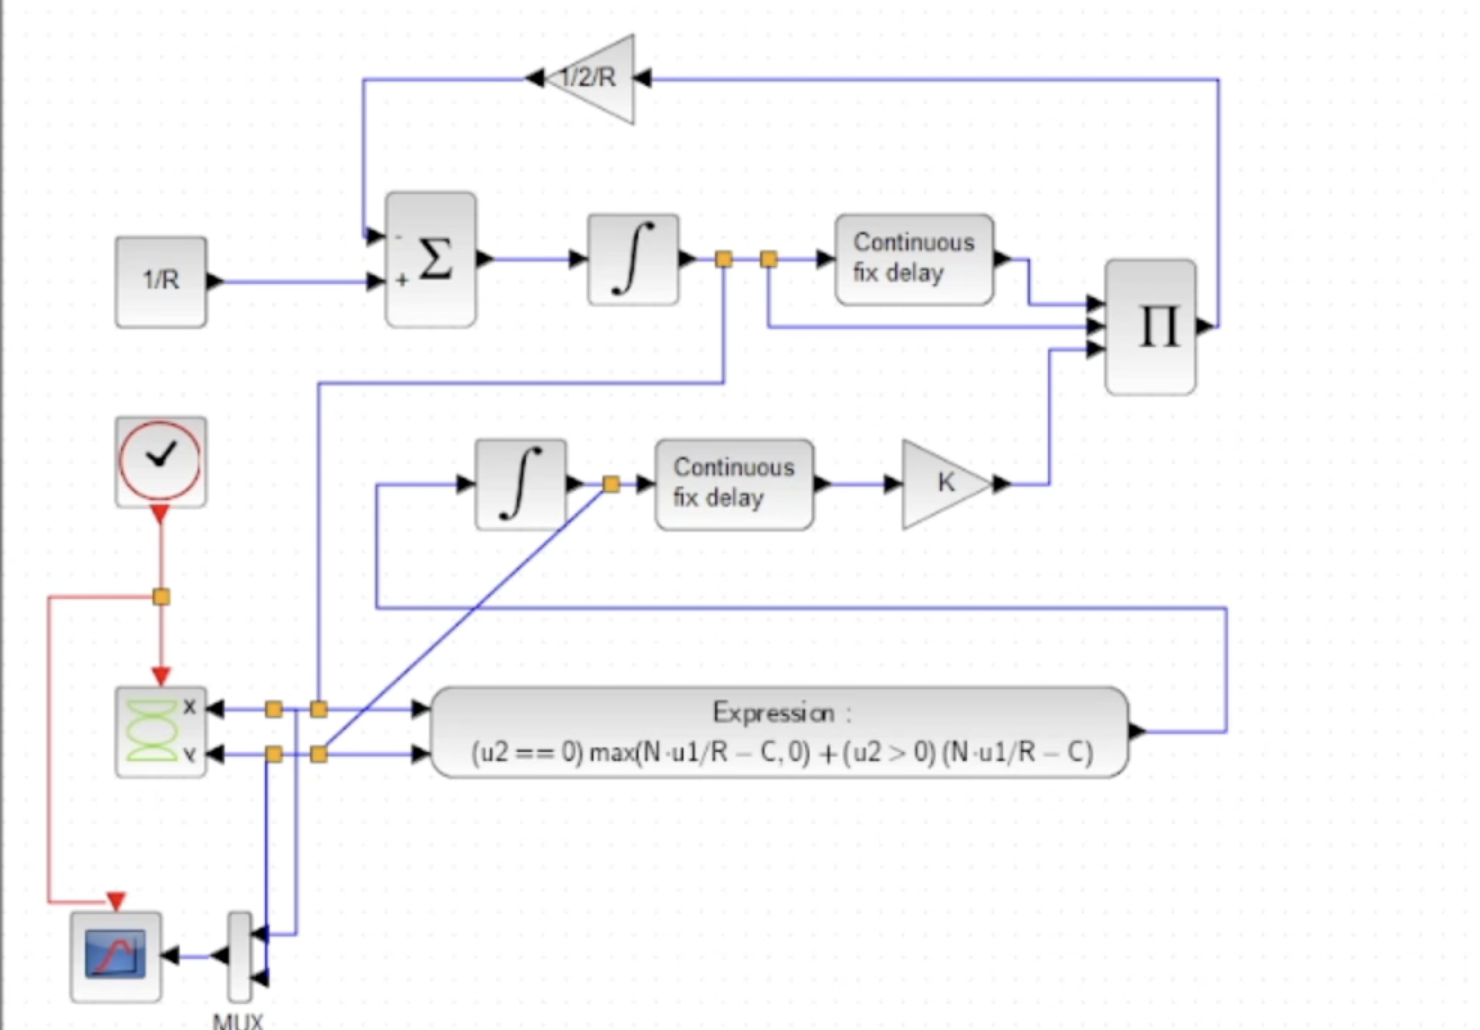 1/2/R
1/R
-
+
Σ
∫
Continuous
fix delay
Π
∫
Continuous
fix delay
K
X
Y
Expression :
(u2 == 0) max(N·u1/R − C, 0) + (u2 > 0) (N·u1/R − C)
MUX